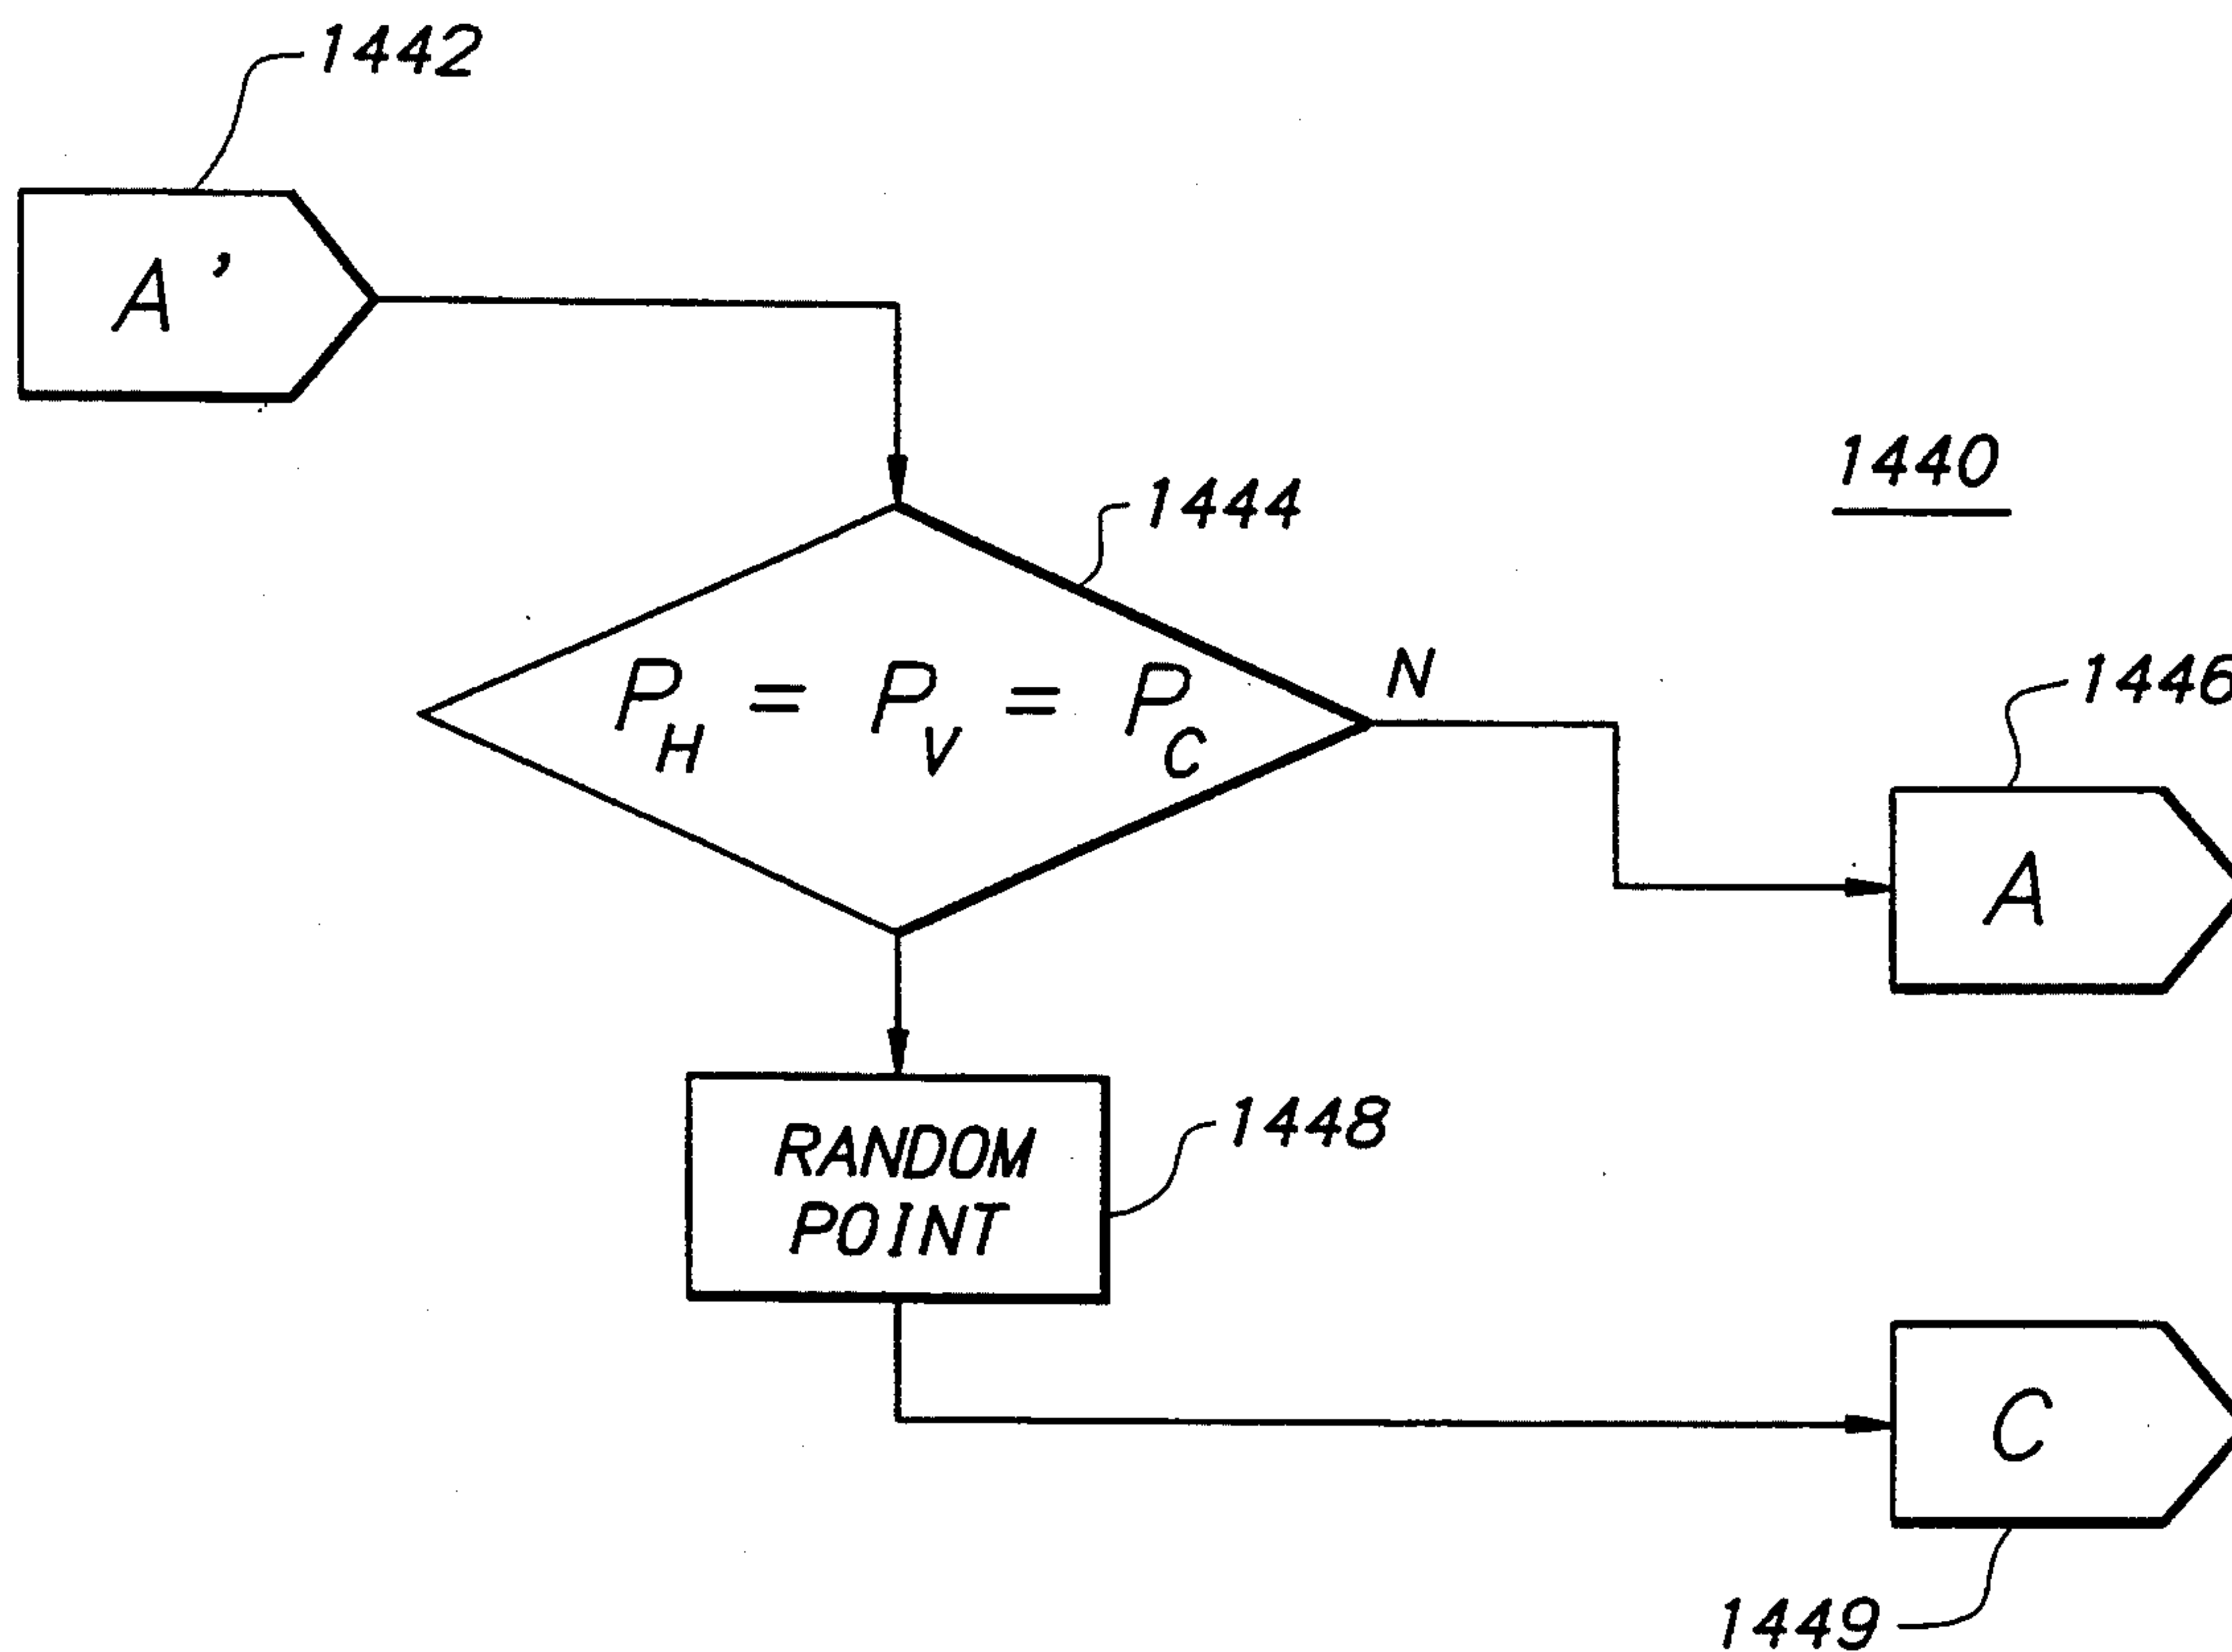 1442
A'
1440
1444
P_H = P_V = P_C
N
1446
A
1448
RANDOM
POINT
C
1449